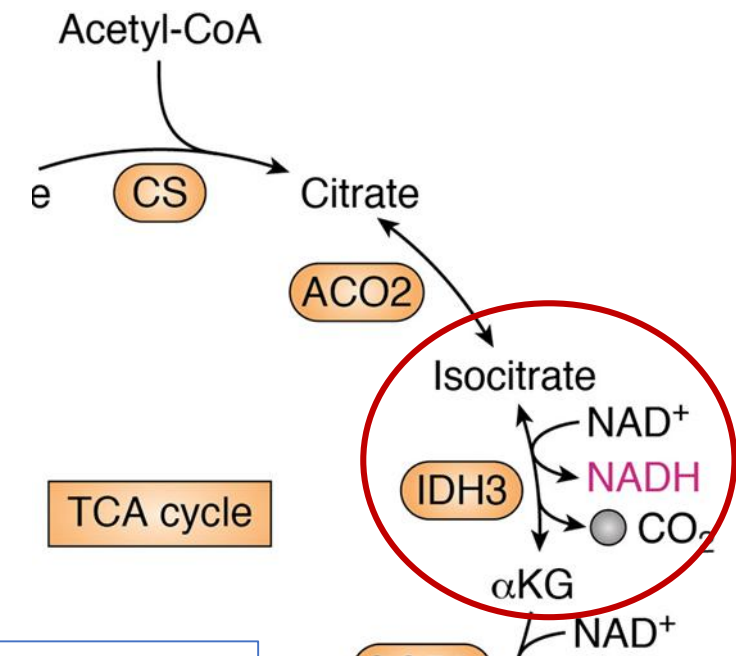 Acetyl-CoA
e
CS
Citrate
ACO2
Isocitrate
NAD⁺
NADH
IDH3
TCA cycle
CO₂
αKG
NAD⁺